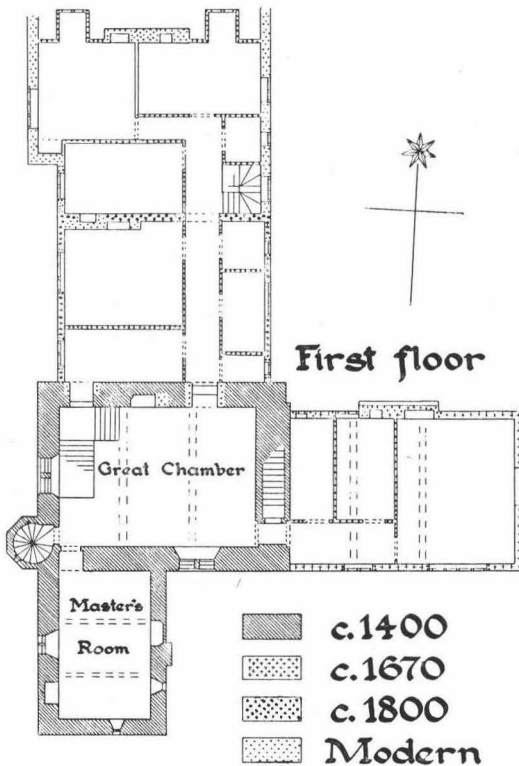 First floor
Great Chamber
Master's
Room
c.1400
c.1670
c.1800
Modern